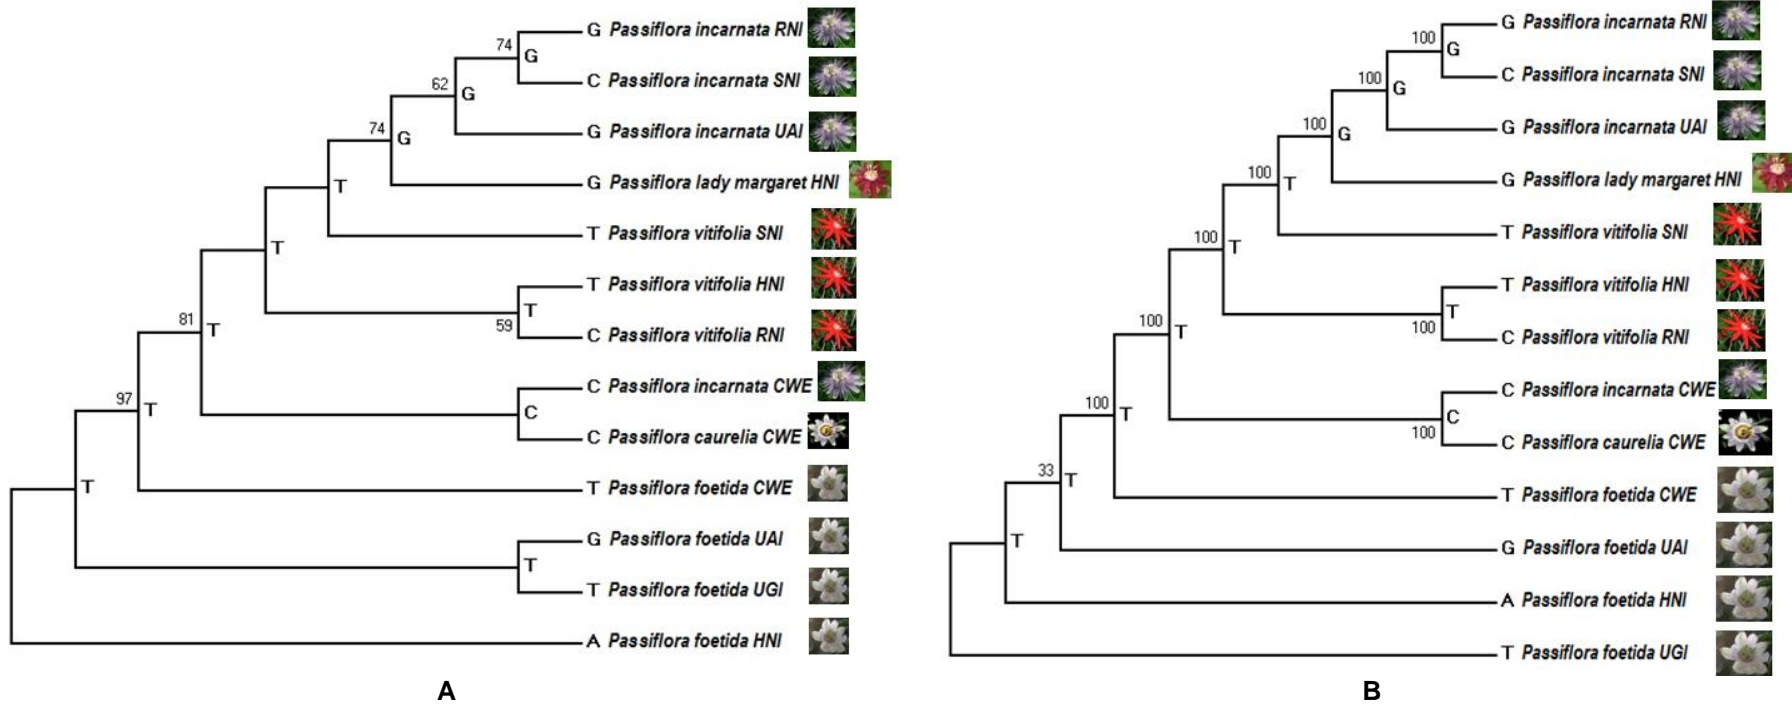 G Passiflora incarnata RNI
74
G
C Passiflora incarnata SNI
62
G
G Passiflora incarnata UAI
74
G
G Passiflora lady margaret HNI
T
T Passiflora vitifolia SNI
T
T Passiflora vitifolia HNI
T
59
C Passiflora vitifolia RNI
81
T
C Passiflora incarnata CWE
C
C Passiflora caurelia CWE
97
T
T Passiflora foetida CWE
T
G Passiflora foetida UAI
T
T Passiflora foetida UGI
A Passiflora foetida HNI
A
G Passiflora incarnata RNI
100
G
C Passiflora incarnata SNI
100
G
G Passiflora incarnata UAI
100
G
G Passiflora lady margaret HNI
100
T
T Passiflora vitifolia SNI
100
T
T Passiflora vitifolia HNI
T
100
C Passiflora vitifolia RNI
100
T
C Passiflora incarnata CWE
C
100
C Passiflora caurelia CWE
100
T
T Passiflora foetida CWE
33
T
G Passiflora foetida UAI
T
A Passiflora foetida HNI
T Passiflora foetida UGI
B